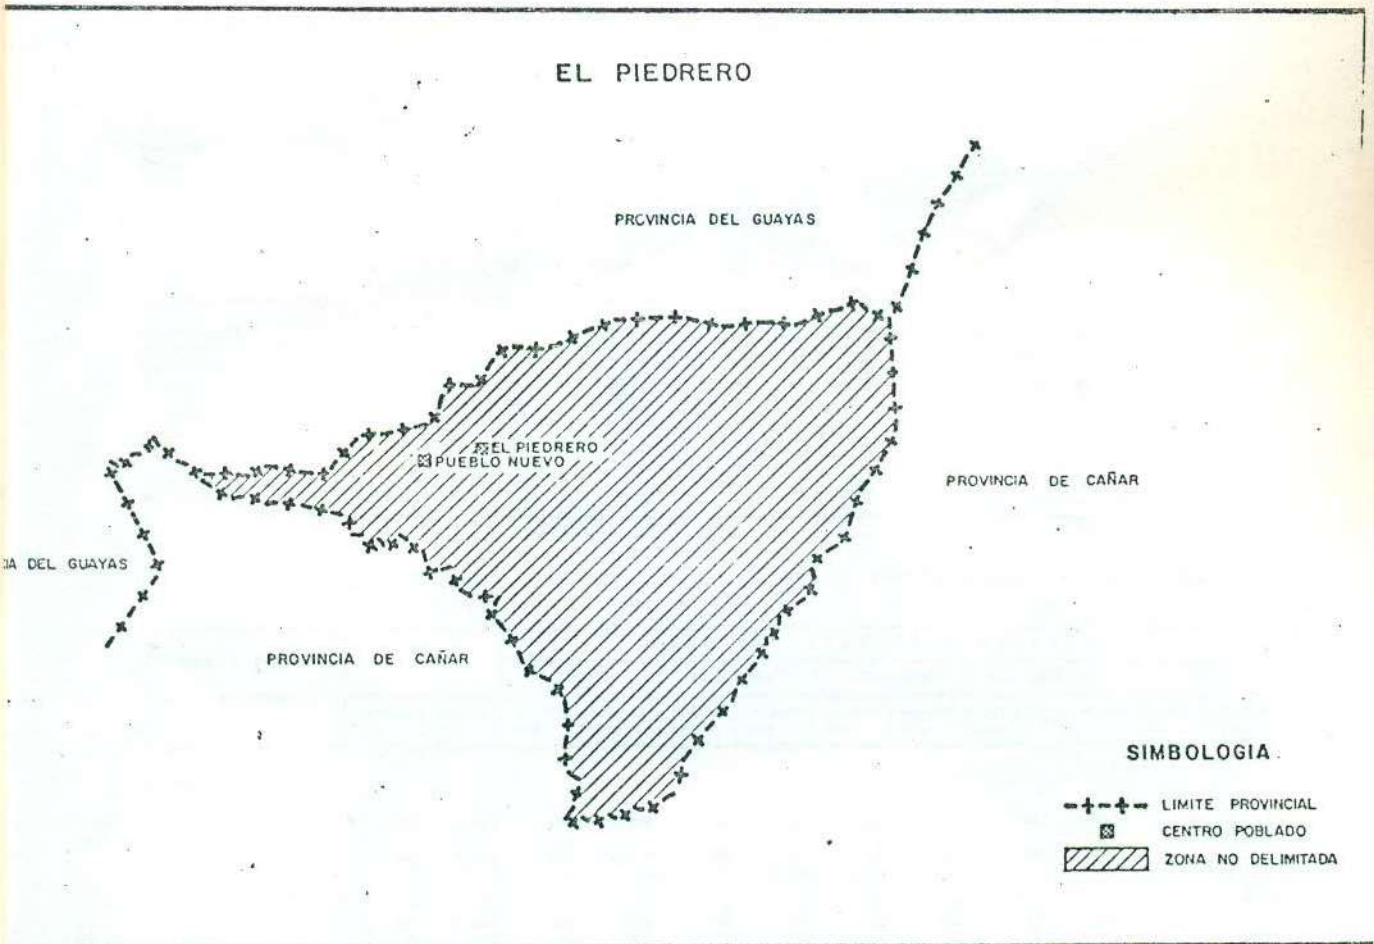 EL PIEDRERO
PROVINCIA DEL GUAYAS
EL PIEDRERO
PUEBLO NUEVO
PROVINCIA DE CAÑAR
DEL GUAYAS
PROVINCIA DE CAÑAR
SIMBOLOGIA
LIMITE PROVINCIAL
CENTRO POBLADO
ZONA NO DELIMITADA